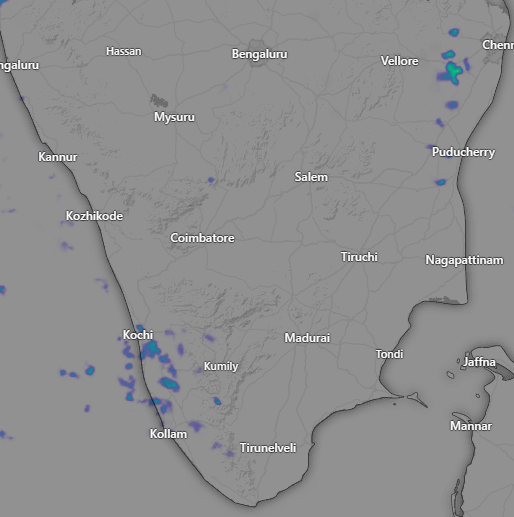 Chenn
Hassan
Bengaluru
Vellore
ngaluru
Mysuru
Kannur
Puducherry
Salem
Kozhikode
Coimbatore
Tiruchi
Nagapattinam
Kochi
Madurai
Tondi
Kumily
Jaffna
Mannar
Kollam
Tirunelveli